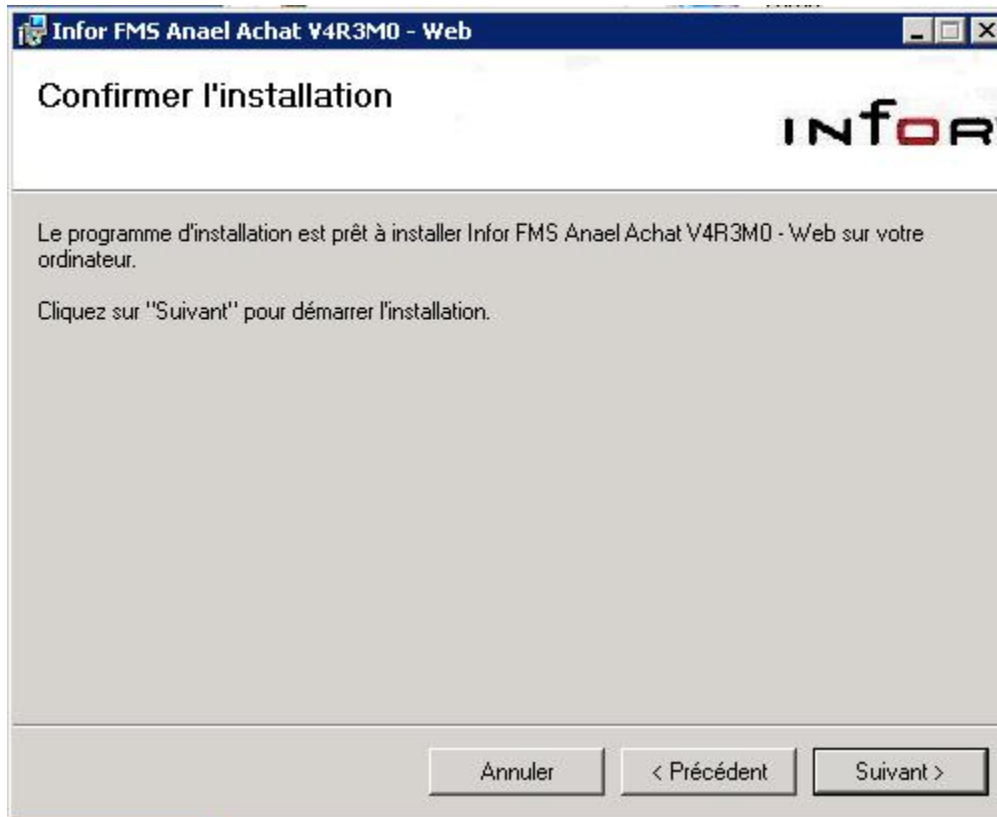 Infor FMS Anael Achat V4R3M0 - Web
Confirmer l'installation
INfOR
Le programme d'installation est prêt à installer Infor FMS Anael Achat V4R3M0 - Web sur votre
ordinateur.
Cliquez sur "Suivant" pour démarrer l'installation.
Annuler
< Précédent
Suivant >